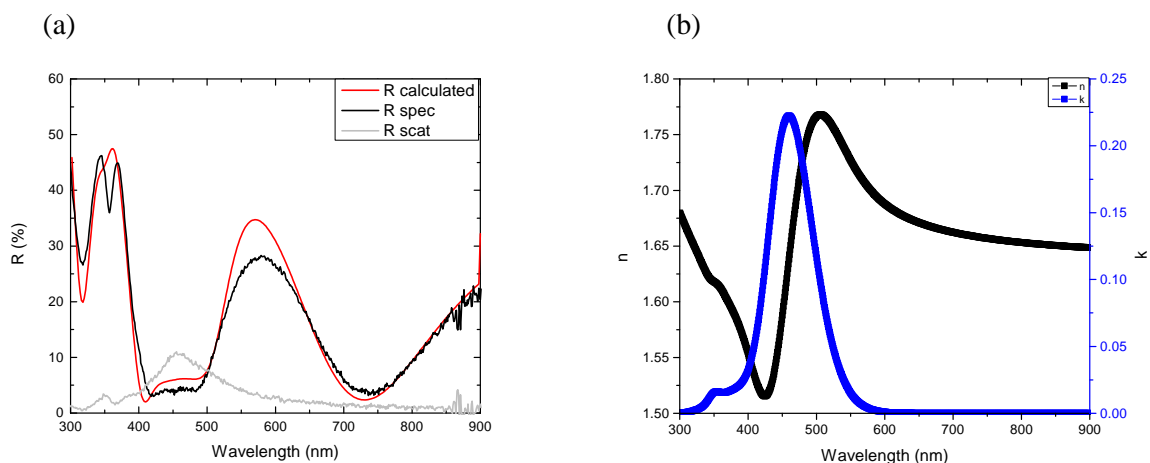 (a)
(b)
60
50
40
30
20
10
0
R (%)
R calculated
R spec
R scat
300 400 500 600 700 800 900
Wavelength (nm)
1.80
1.75
1.70
1.65
1.60
1.55
1.50
n
n
k
0.25
0.20
0.15
0.10
0.05
0.00
k
300 400 500 600 700 800 900
Wavelength (nm)